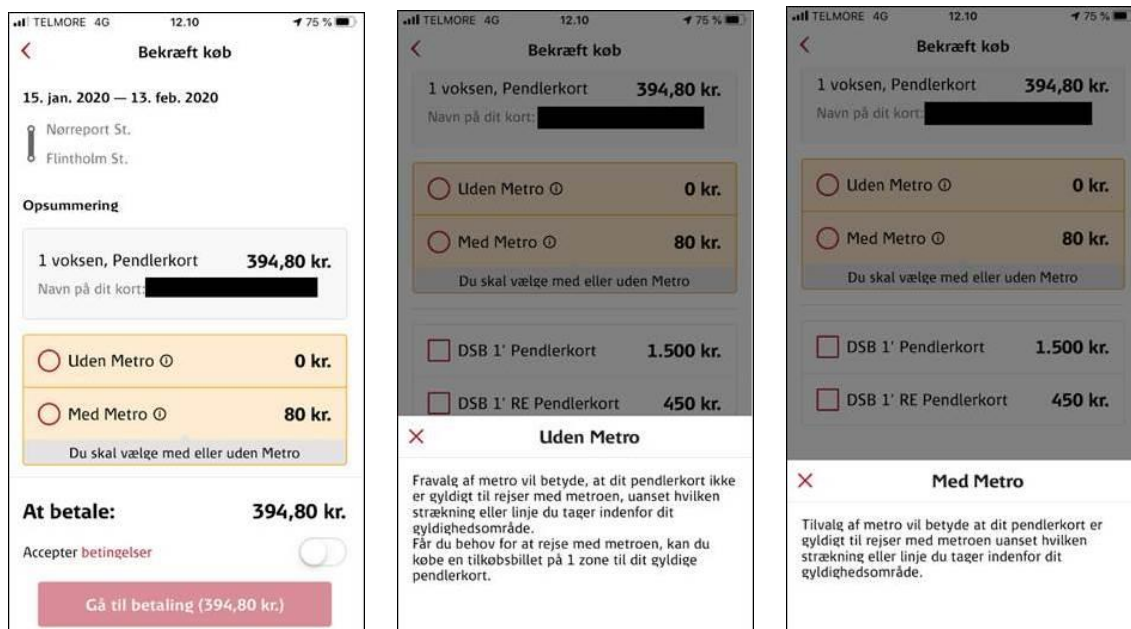 TELMORE 4G 12.10 75 %
Bekræft køb
15. jan. 2020 — 13. feb. 2020
Nørreport St.
Flintholm St.
Opsummering
1 voksen, Pendlerkort 394,80 kr.
Navn på dit kort:
Uden Metro 0 kr.
Med Metro 80 kr.
Du skal vælge med eller uden Metro
At betale: 394,80 kr.
Accepter betingelser
Gå til betaling (394,80 kr.)
TELMORE 4G 12.10 75 %
Bekræft køb
1 voksen, Pendlerkort 394,80 kr.
Navn på dit kort:
Uden Metro 0 kr.
Med Metro 80 kr.
Du skal vælge med eller uden Metro
DSB 1' Pendlerkort 1.500 kr.
DSB 1' RE Pendlerkort 450 kr.
Uden Metro
Fravalg af metro vil betyde, at dit pendlerkort ikke
er gyldigt til rejser med metroen, uanset hvilken
strækning eller linje du tager indenfor dit
gyldighedsområde.
Får du behov for at rejse med metroen, kan du
købe en tilkøbsbillet på 1 zone til dit gyldige
pendlerkort.
TELMORE 4G 12.10 75 %
Bekræft køb
1 voksen, Pendlerkort 394,80 kr.
Navn på dit kort:
Uden Metro 0 kr.
Med Metro 80 kr.
Du skal vælge med eller uden Metro
DSB 1' Pendlerkort 1.500 kr.
DSB 1' RE Pendlerkort 450 kr.
Med Metro
Tilvalg af metro vil betyde at dit pendlerkort er
gyldigt til rejser med metroen uanset hvilken
strækning eller linje du tager indenfor dit
gyldighedsområde.